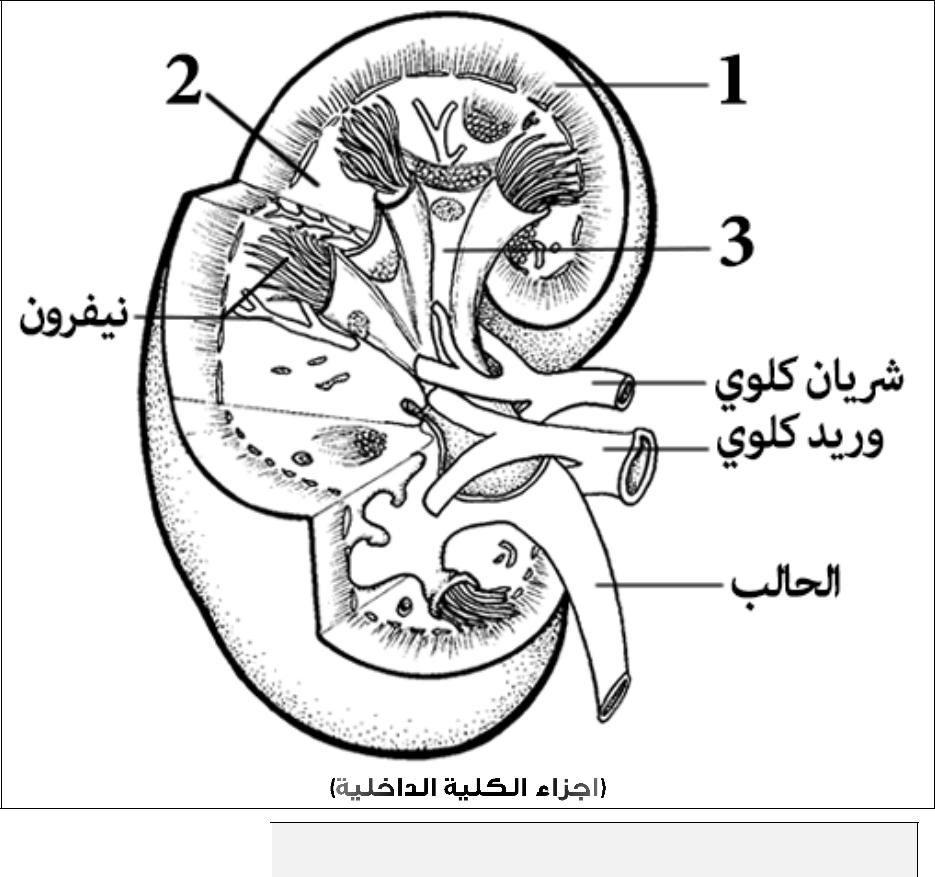 2
1
3
نيفرون
شريان كلوي
وريد كلوي
الحالب
(اجزاء الكلية الداخلية)